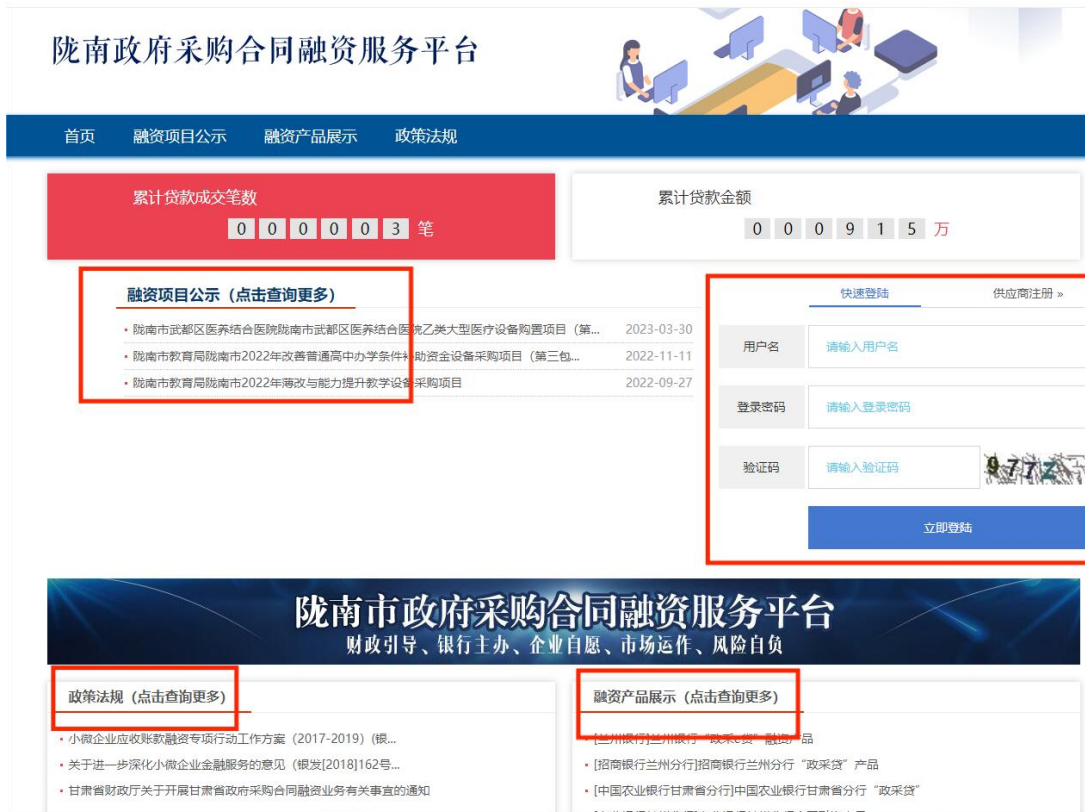 陇南政府采购合同融资服务平台
首页 融资项目公示 融资产品展示 政策法规
累计贷款成交笔数
0 0 0 0 0 3 笔
累计贷款金额
0 0 0 9 1 5 万
融资项目公示（点击查询更多）
陇南市武都区医养结合医院陇南市武都区医养结合医院乙类大型医疗设备购置项目（第... 2023-03-30
陇南市教育局陇南市2022年改善普通高中办学条件补助资金设备采购项目（第三包... 2022-11-11
陇南市教育局陇南市2022年薄改与能力提升教学设备采购项目 2022-09-27
快速登陆 供应商注册 »
用户名 请输入用户名
登录密码 请输入登录密码
验证码 请输入验证码 977Z
立即登陆
陇南市政府采购合同融资服务平台
财政引导、银行主办、企业自愿、市场运作、风险自负
政策法规（点击查询更多）
小微企业应收账款融资专项行动工作方案（2017-2019）(银...
关于进一步深化小微企业金融服务的意见（银发[2018]162号...
甘肃省财政厅关于开展甘肃省政府采购合同融资业务有关事宜的通知
融资产品展示（点击查询更多）
[兰州银行]兰州银行“政采e贷”融资产品
[招商银行兰州分行]招商银行兰州分行“政采贷”产品
[中国农业银行甘肃省分行]中国农业银行甘肃省分行“政采贷”